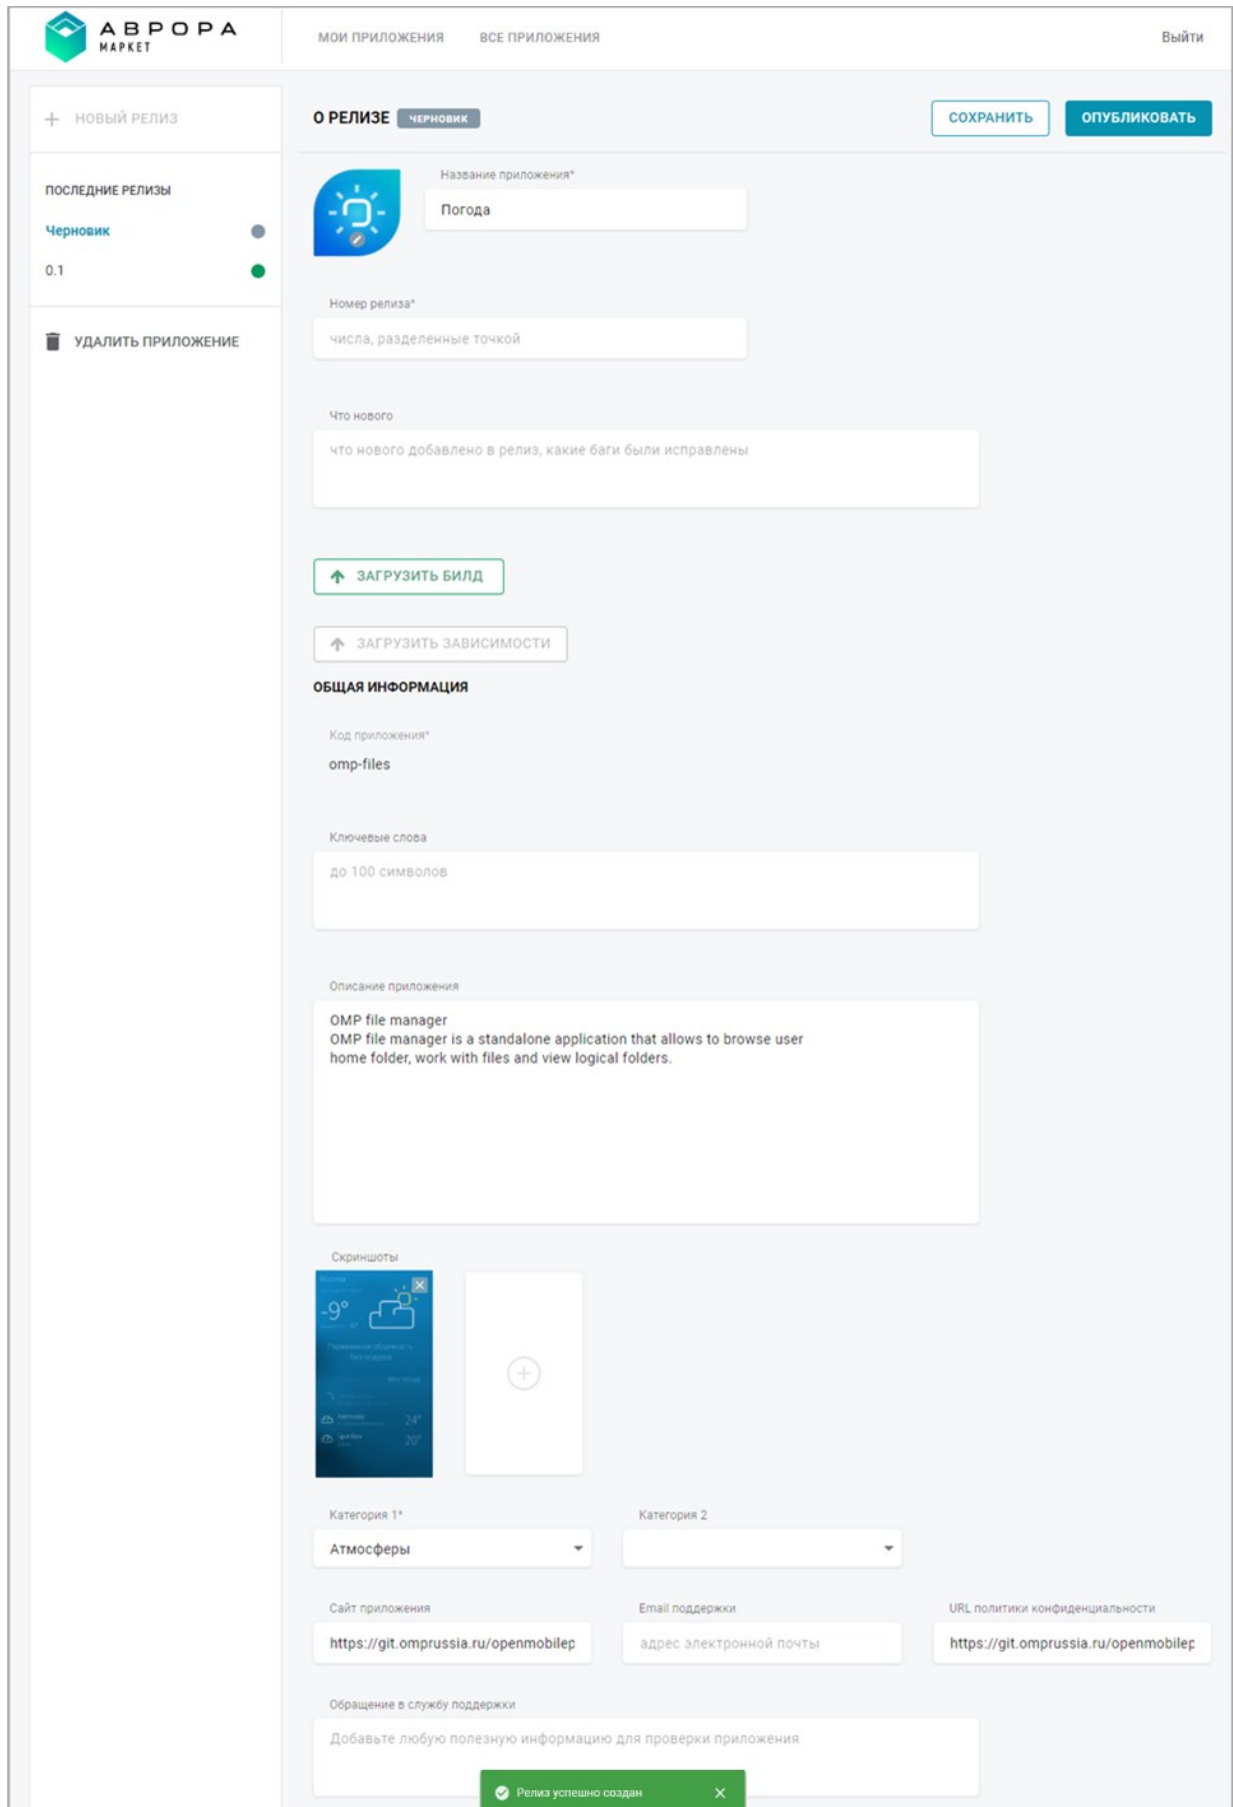 АВРОРА
МАРКЕТ
МОИ ПРИЛОЖЕНИЯ
ВСЕ ПРИЛОЖЕНИЯ
Выйти
НОВЫЙ РЕЛИЗ
О РЕЛИЗЕ
ЧЕРНОВИК
СОХРАНИТЬ
ОПУБЛИКОВАТЬ
ПОСЛЕДНИЕ РЕЛИЗЫ
Черновик
0.1
УДАЛИТЬ ПРИЛОЖЕНИЕ
Название приложения*
Погода
Номер релиза*
числа, разделенные точкой
Что нового
что нового добавлено в релиз, какие баги были исправлены
ЗАГРУЗИТЬ БИЛД
ЗАГРУЗИТЬ ЗАВИСИМОСТИ
ОБЩАЯ ИНФОРМАЦИЯ
Код приложения*
omp-files
Ключевые слова
до 100 символов
Описание приложения
OMP file manager
OMP file manager is a standalone application that allows to browse user
home folder, work with files and view logical folders.
Скриншоты
-9°
Переменная облачность
без осадков
24°
20°
Категория 1*
Категория 2
Атмосферы
Сайт приложения
Email поддержки
URL политики конфиденциальности
https://git.omprussia.ru/openmobilep
адрес электронной почты
https://git.omprussia.ru/openmobilep
Обращение в службу поддержки
Добавьте любую полезную информацию для проверки приложения
Релиз успешно создан